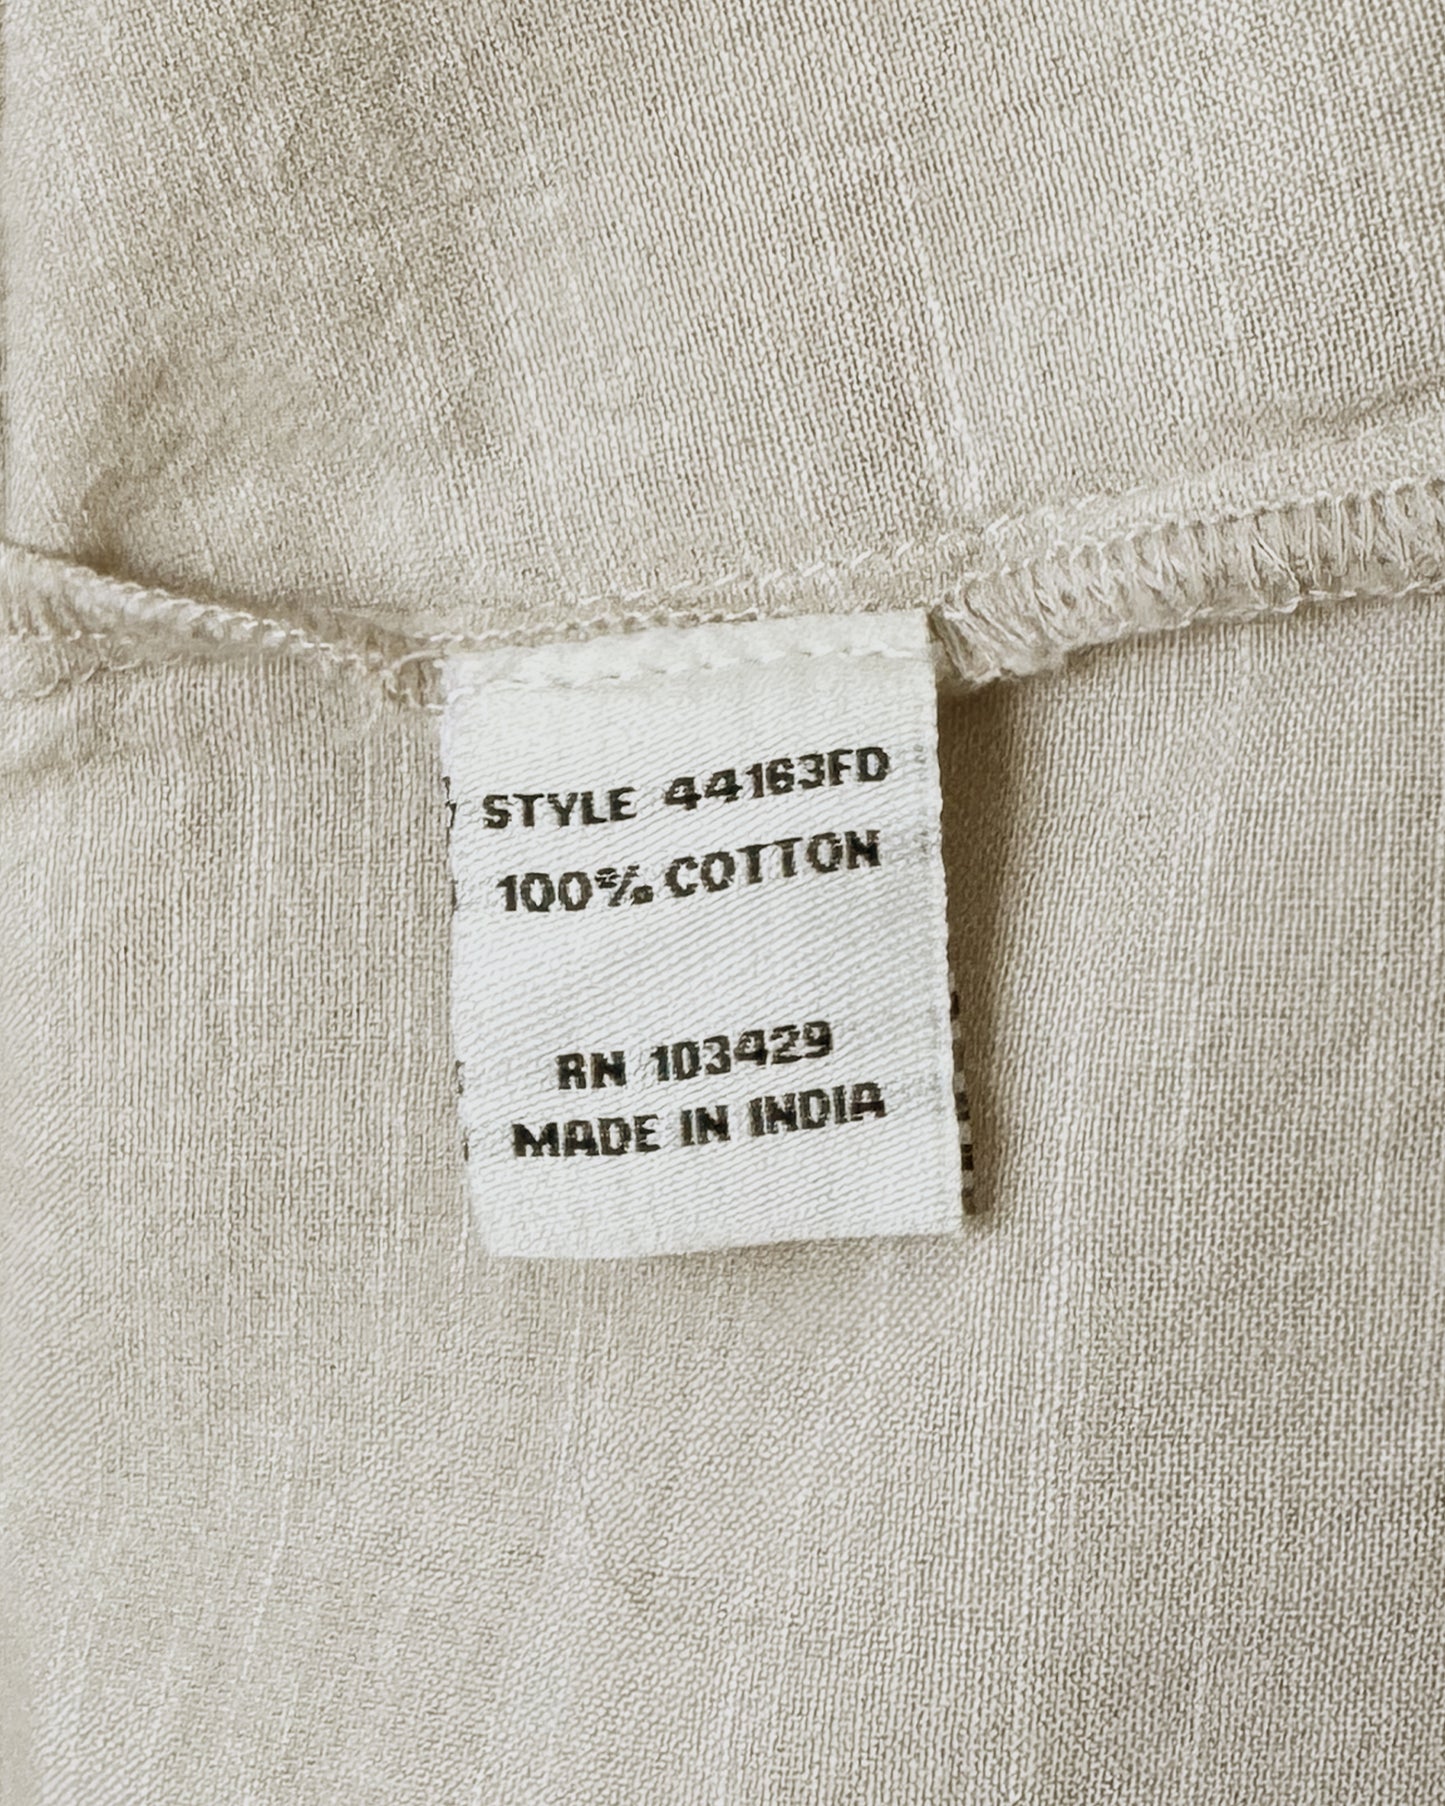 STYLE 44163FD
100% COTTON
RN 103429
MADE IN INDIA